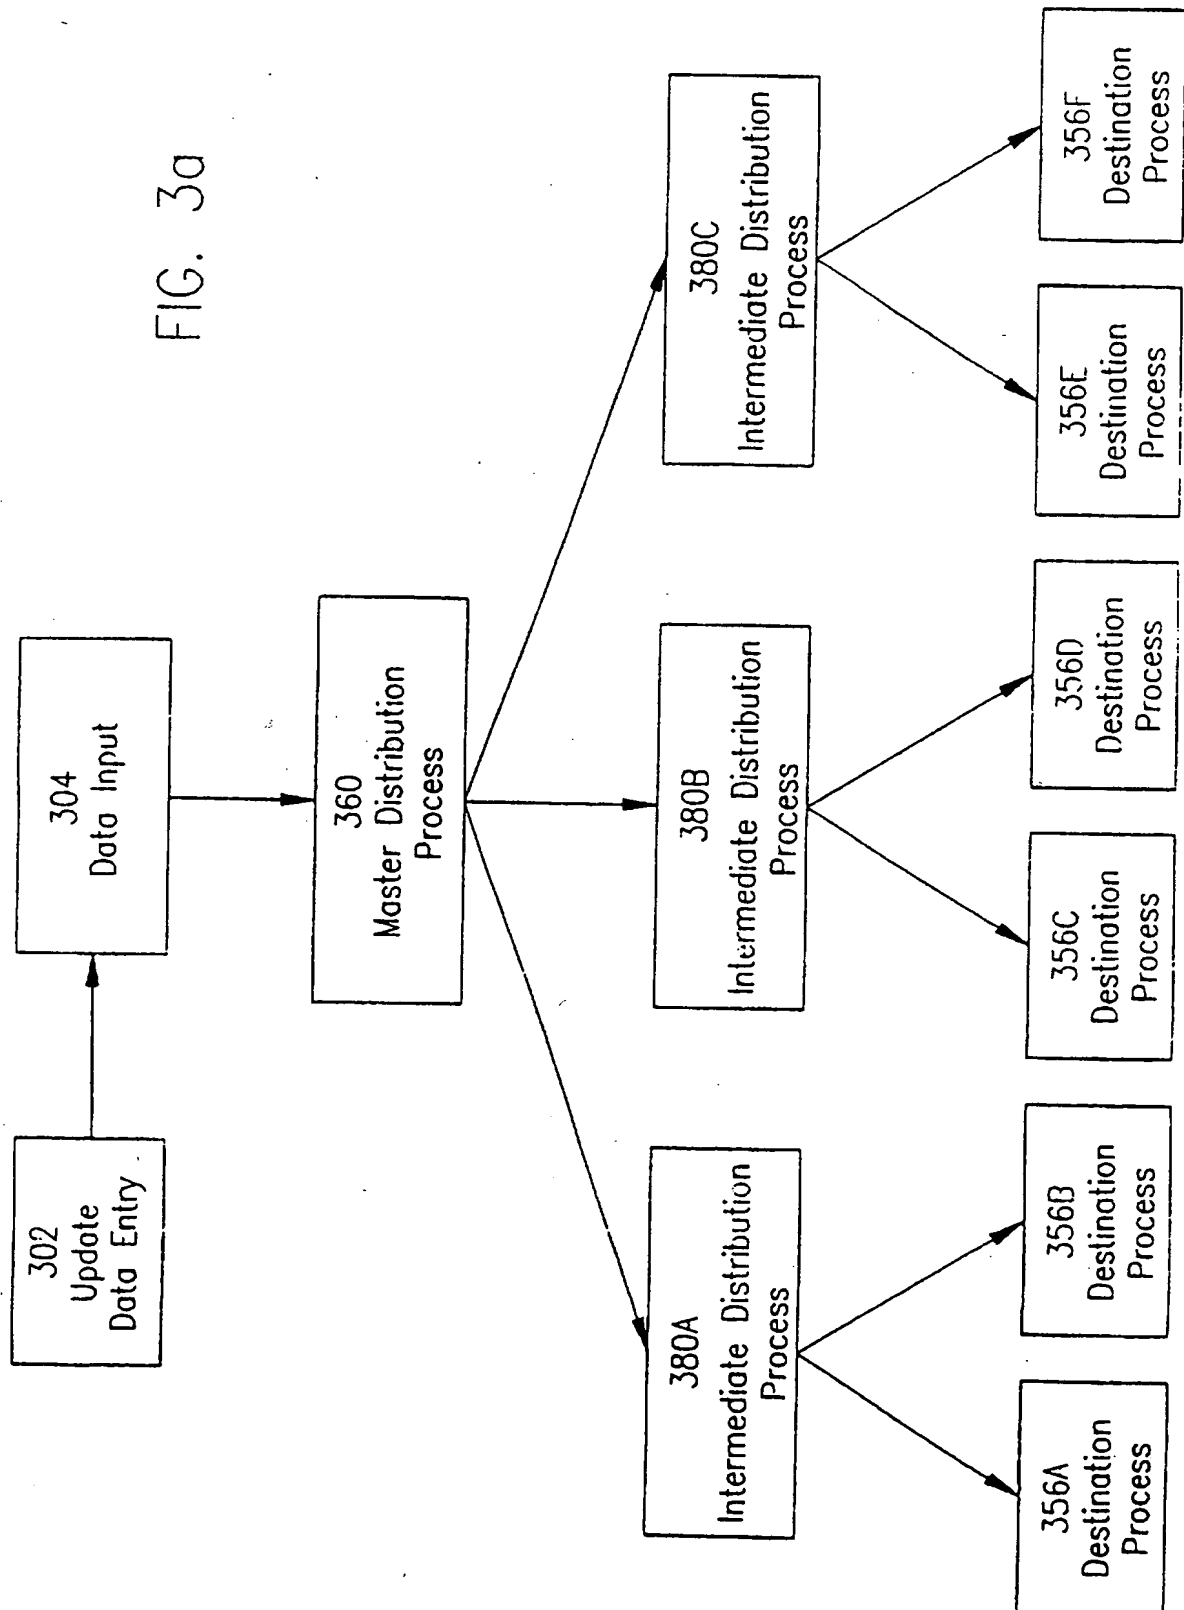 FIG. 3a
302
Update
Data Entry
304
Data Input
360
Master Distribution
Process
380A
Intermediate Distribution
Process
380B
Intermediate Distribution
Process
380C
Intermediate Distribution
Process
356A
Destination
Process
356B
Destination
Process
356C
Destination
Process
356D
Destination
Process
356E
Destination
Process
356F
Destination
Process